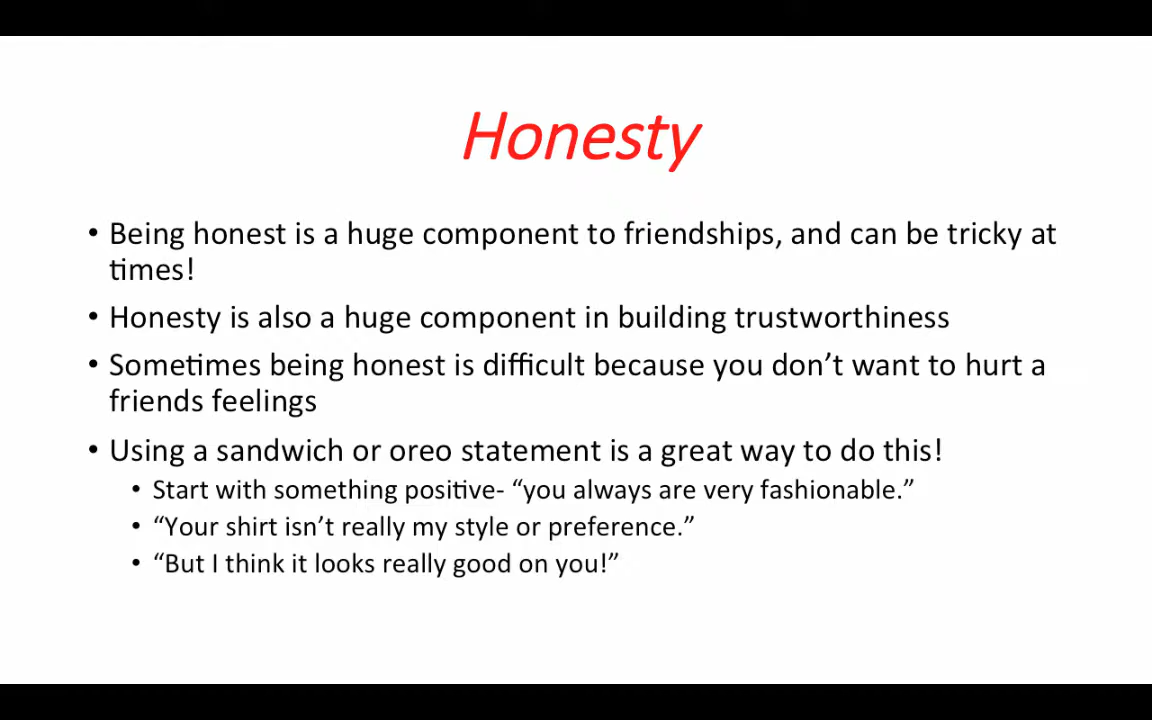 Honesty
• Being honest is a huge component to friendships, and can be tricky at
times!
• Honesty is also a huge component in building trustworthiness
• Sometimes being honest is difficult because you don’t want to hurt a
friends feelings
• Using a sandwich or oreo statement is a great way to do this!
• Start with something positive- “you always are very fashionable.”
• “Your shirt isn’t really my style or preference.”
• “But I think it looks really good on you!”